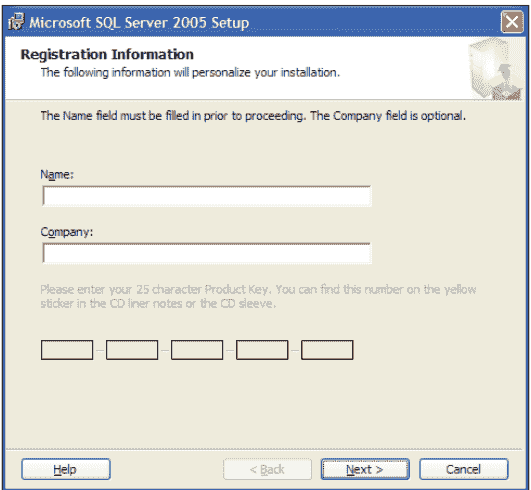 Microsoft SQL Server 2005 Setup
Registration Information
The following information will personalize your installation.
The Name field must be filled in prior to proceeding. The Company field is optional.
Name:
Company:
Please enter your 25 character Product Key. You can find this number on the yellow
sticker in the CD liner notes or the CD sleeve.
Help < Back Next > Cancel